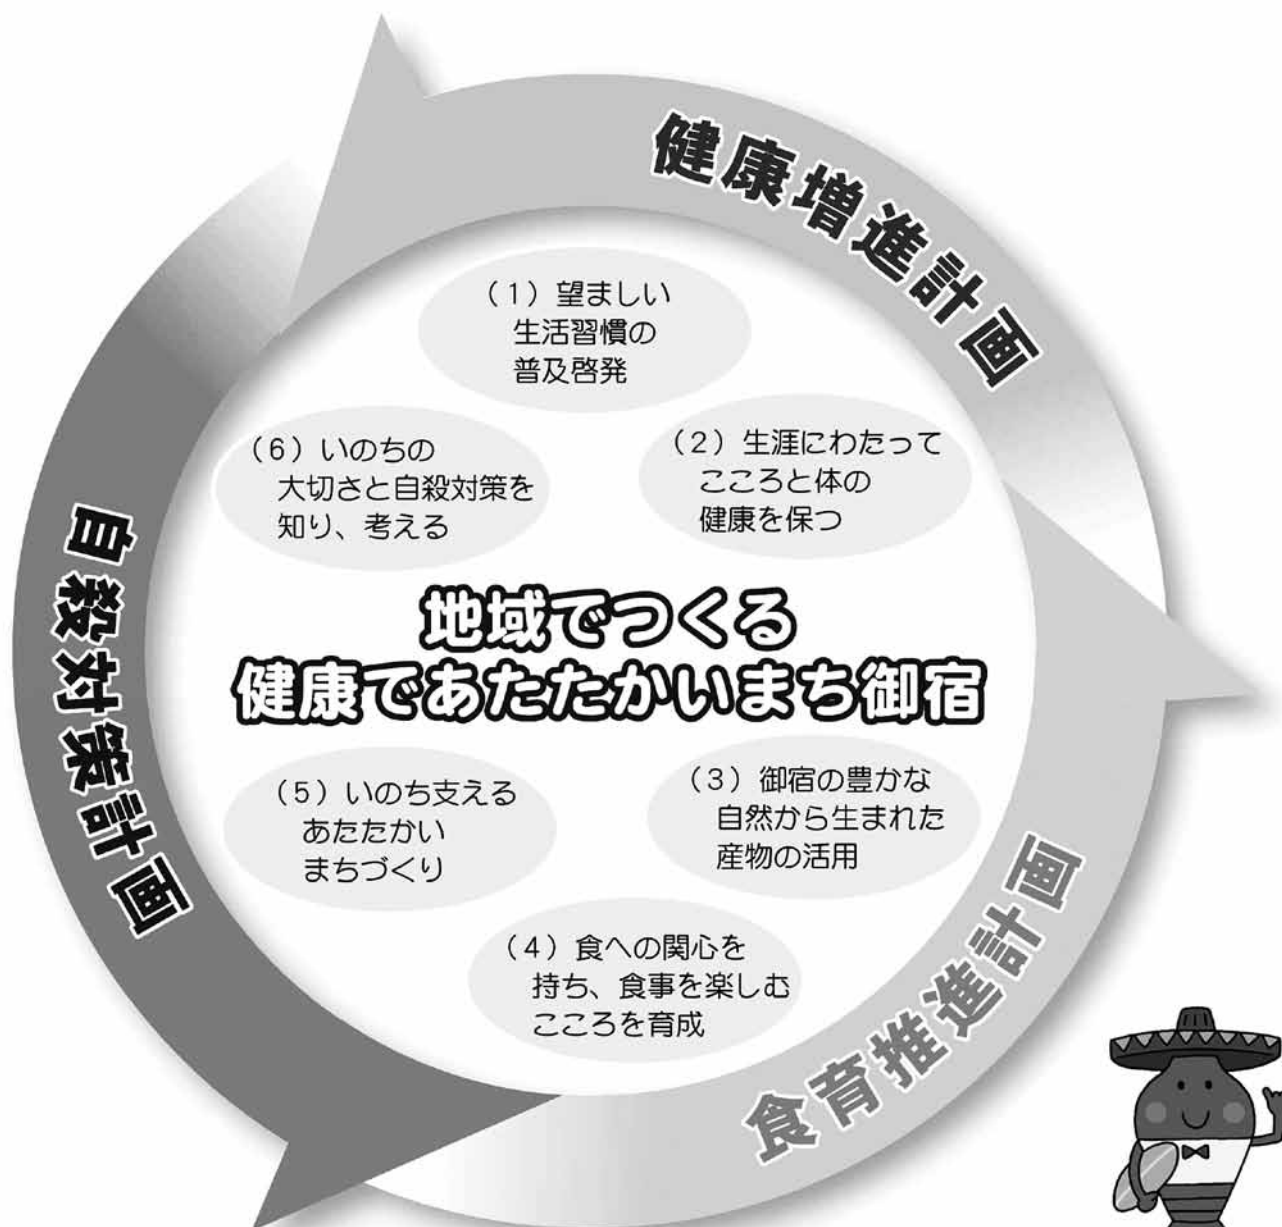 健康増進計画
(1)望ましい
生活習慣の
普及啓発
(2)生涯にわたって
こころと体の
健康を保つ
(6)いのちの
大切さと自殺対策を
知り、考える
自殺対策計画
地域でつくる
健康であたたかいまち御宿
(3)御宿の豊かな
自然から生まれた
産物の活用
(5)いのち支える
あたたかい
まちづくり
(4)食への関心を
持ち、食事を楽しむ
こころを育成
食育推進計画